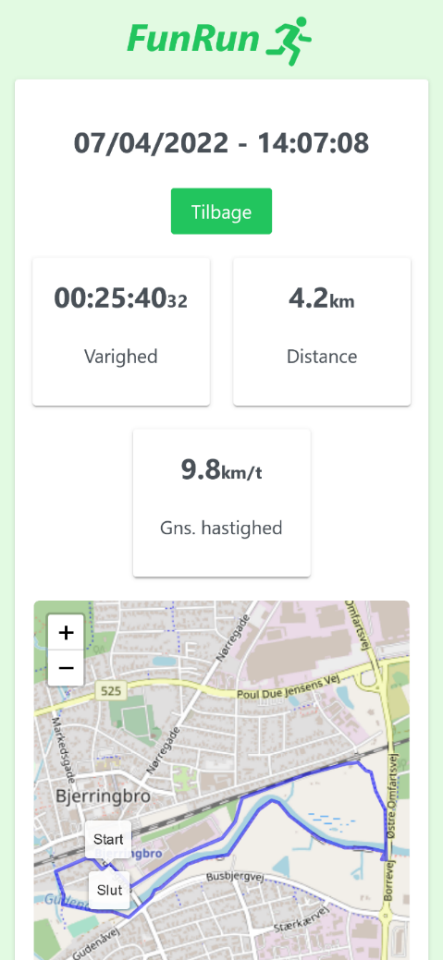 FunRun
07/04/2022 - 14:07:08
Tilbage
00:25:4032
Varighed
4.2km
Distance
9.8km/t
Gns. hastighed
+
−
Omfartsvej
Nørregade
525
Poul Due Jensens Vej
Markedsgade
Nørregade
Bjerringbro
Østre Omfartsvej
Start
Bjerringbro
Slut
Busbjergvej
Borrevej
Stærkærvej
Gudenåvej